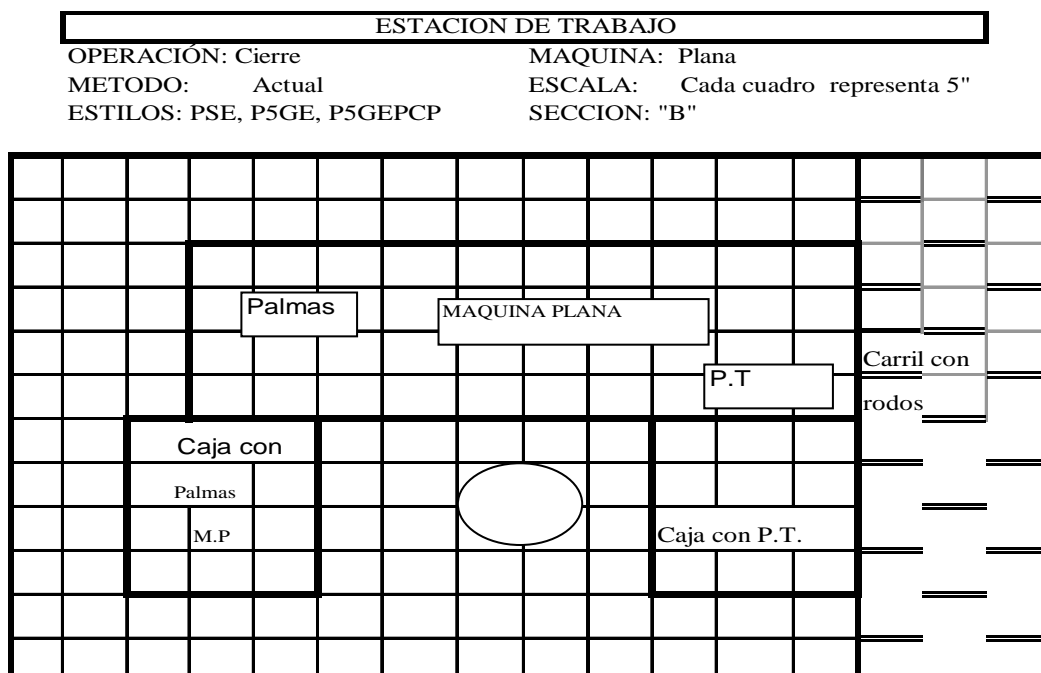 ESTACION DE TRABAJO
OPERACIÓN: Cierre MAQUINA: Plana
METODO: Actual ESCALA: Cada cuadro representa 5"
ESTILOS: PSE, P5GE, P5GEPCP SECCION: "B"
Palmas
MAQUINA PLANA
P.T
Carril con
rodos
Caja con
Palmas
M.P
Caja con P.T.